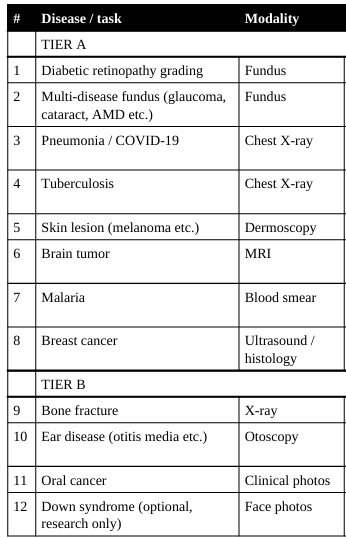 # Disease / task Modality
TIER A
1 Diabetic retinopathy grading Fundus
2 Multi-disease fundus (glaucoma, Fundus
cataract, AMD etc.)
3 Pneumonia / COVID-19 Chest X-ray
4 Tuberculosis Chest X-ray
5 Skin lesion (melanoma etc.) Dermoscopy
6 Brain tumor MRI
7 Malaria Blood smear
8 Breast cancer Ultrasound /
histology
TIER B
9 Bone fracture X-ray
10 Ear disease (otitis media etc.) Otoscopy
11 Oral cancer Clinical photos
12 Down syndrome (optional, Face photos
research only)